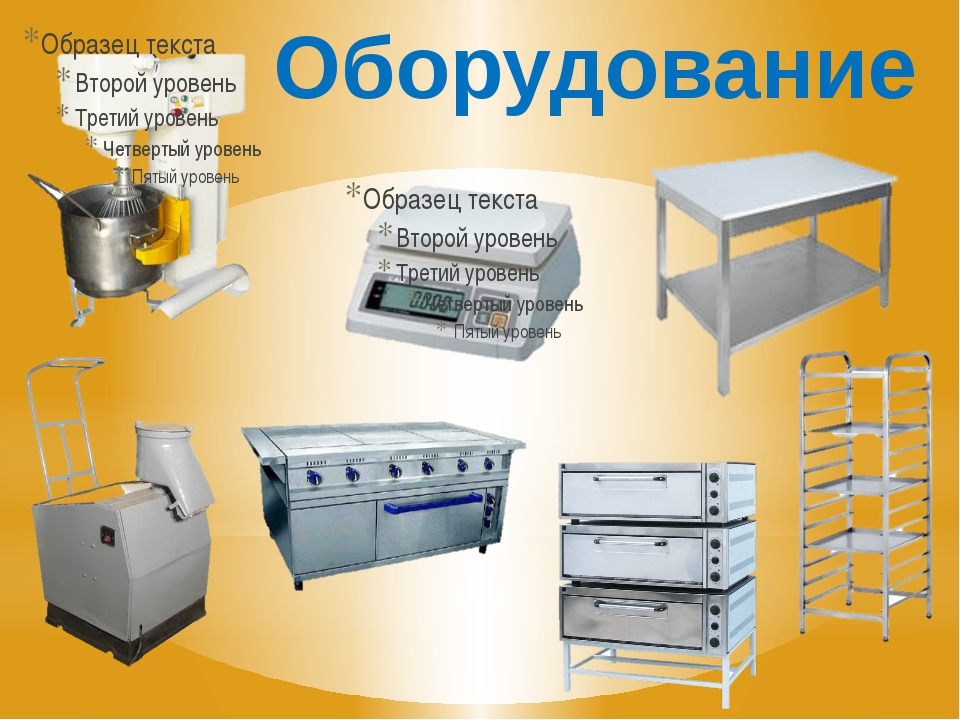 Оборудование
*Образец текста
* Второй уровень
* Третий уровень
* Четвертый уровень
* Пятый уровень
*Образец текста
* Второй уровень
* Третий уровень
* Четвертый уровень
* Пятый уровень